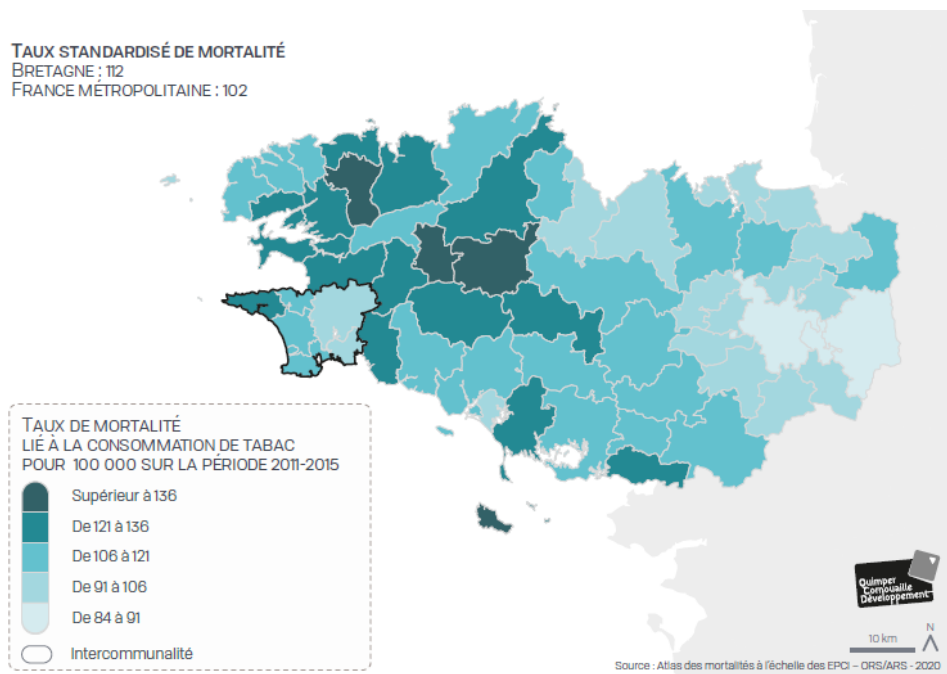 TAUX STANDARDISÉ DE MORTALITÉ
BRETAGNE : 112
FRANCE MÉTROPOLITAINE : 102
TAUX DE MORTALITÉ
LIÉ À LA CONSOMMATION DE TABAC
POUR 100 000 SUR LA PÉRIODE 2011-2015
Supérieur à 136
De 121 à 136
De 106 à 121
De 91 à 106
De 84 à 91
Intercommunalité
Quimper
Cornouaille
Développement
10 km
N
Source : Atlas des mortalités à l'échelle des EPCI – ORS/ARS - 2020